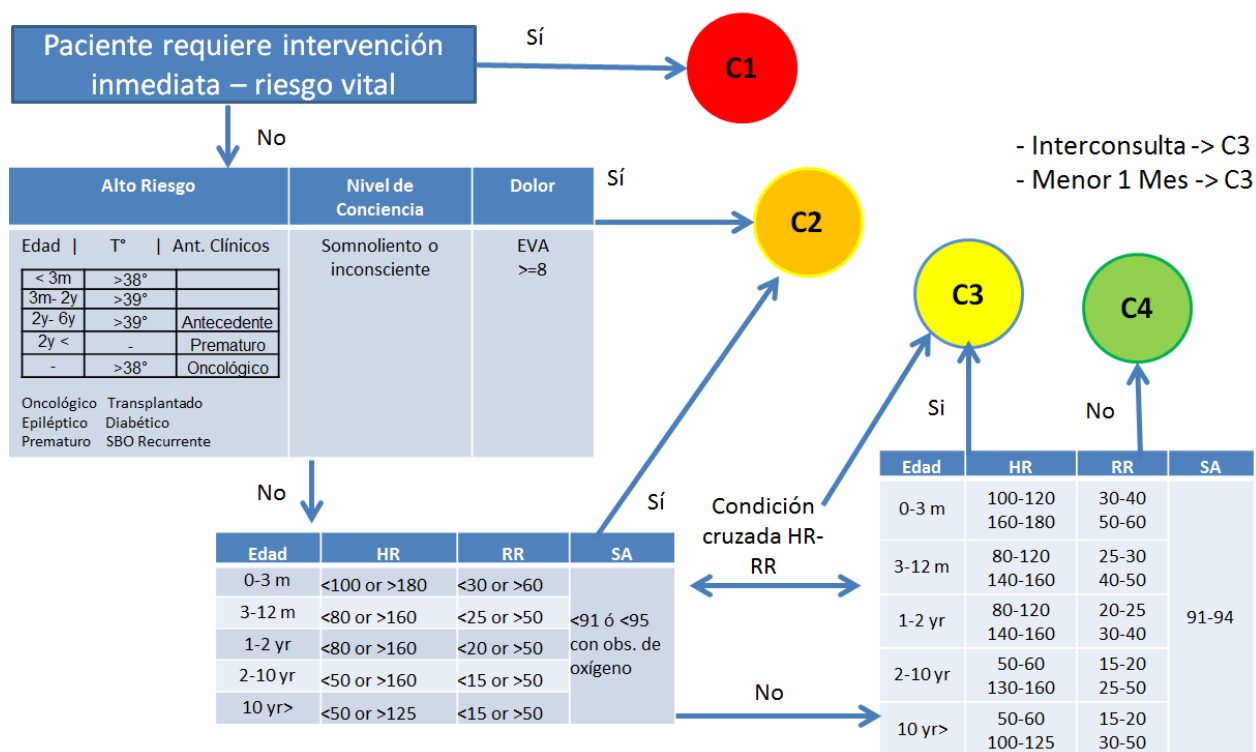 Paciente requiere intervención
inmediata – riesgo vital
Sí
C1
No
- Interconsulta -> C3
- Menor 1 Mes -> C3
Alto Riesgo
Nivel de
Conciencia
Dolor
Sí
C2
Edad | T° | Ant. Clínicos
< 3m >38°
3m- 2y >39°
2y- 6y >39° Antecedente
2y < - Prematuro
- >38° Oncológico
Oncológico Transplantado
Epiléptico Diabético
Prematuro SBO Recurrente
Somnoliento o
inconsciente
EVA
>=8
C3
C4
Si
No
No
Sí
Condición
cruzada HR-
RR
Edad HR RR SA
0-3 m <100 or >180 <30 or >60
3-12 m <80 or >160 <25 or >50
1-2 yr <80 or >160 <20 or >50
2-10 yr <50 or >160 <15 or >50
10 yr> <50 or >125 <15 or >50
<91 ó <95
con obs. de
oxígeno
No
Edad HR RR SA
0-3 m
100-120 30-40
160-180 50-60
3-12 m
80-120 25-30
140-160 40-50
1-2 yr
80-120 20-25
140-160 30-40
2-10 yr
50-60 15-20
130-160 25-50
10 yr>
50-60 15-20
100-125 30-50
91-94